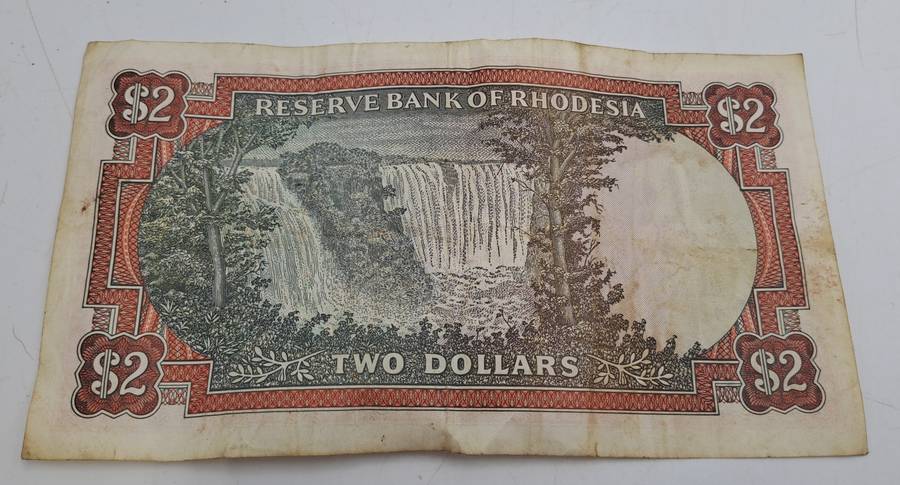 $2 $2
RESERVE BANK OF RHODESIA
TWO DOLLARS
$2 $2